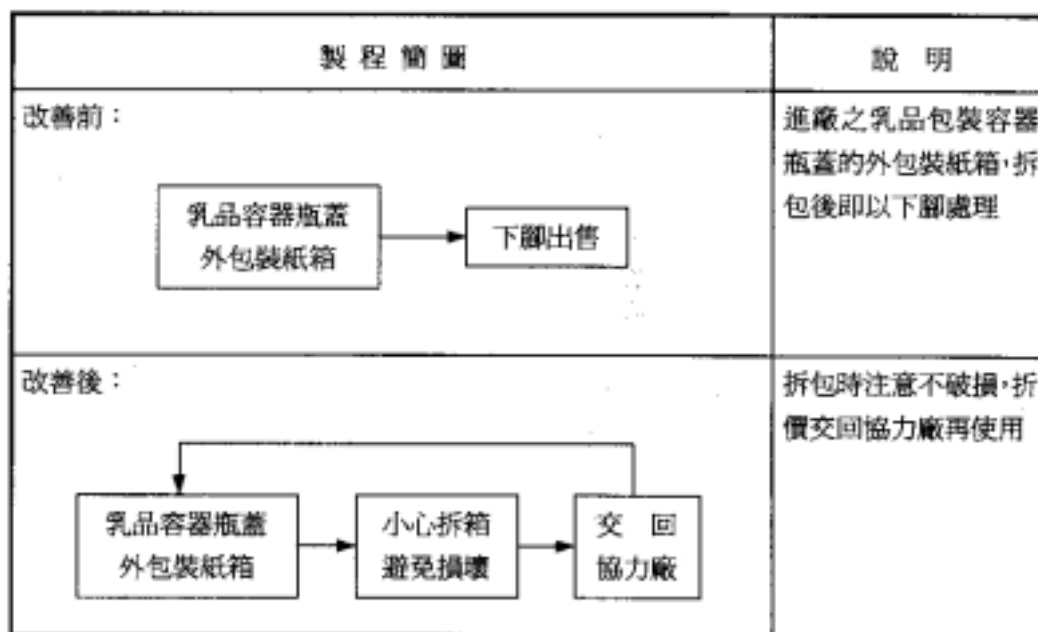 製程簡圖
說明
改善前：
乳品容器瓶蓋
外包裝紙箱
下腳出售
進廠之乳品包裝容器
瓶蓋的外包裝紙箱，拆
包後即以下腳處理
改善後：
乳品容器瓶蓋
外包裝紙箱
小心拆箱
避免損壞
交回
協力廠
拆包時注意不破損，折
價交回協力廠再使用